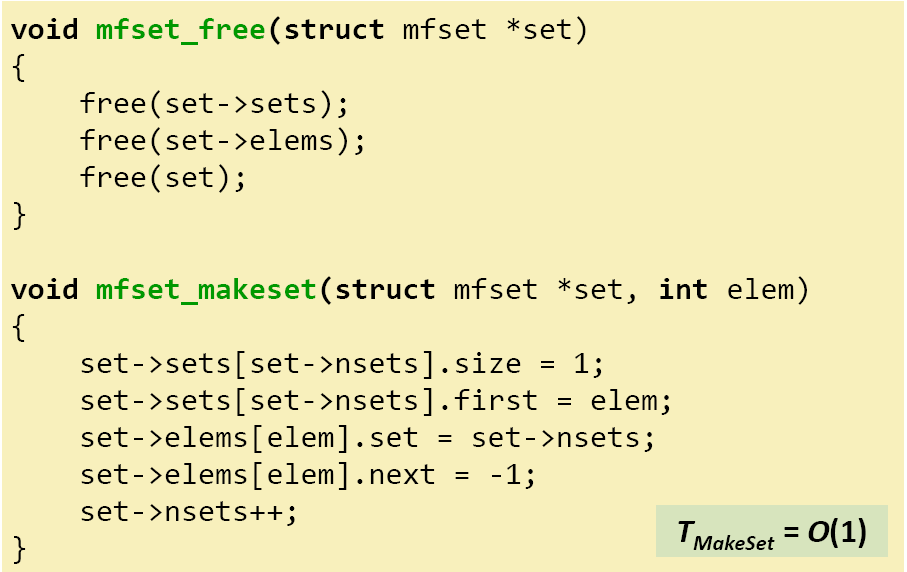 void mfset_free(struct mfset *set)
{
    free(set->sets);
    free(set->elems);
    free(set);
}

void mfset_makeset(struct mfset *set, int elem)
{
    set->sets[set->nsets].size = 1;
    set->sets[set->nsets].first = elem;
    set->elems[elem].set = set->nsets;
    set->elems[elem].next = -1;
    set->nsets++;
}
TMakeSet = O(1)